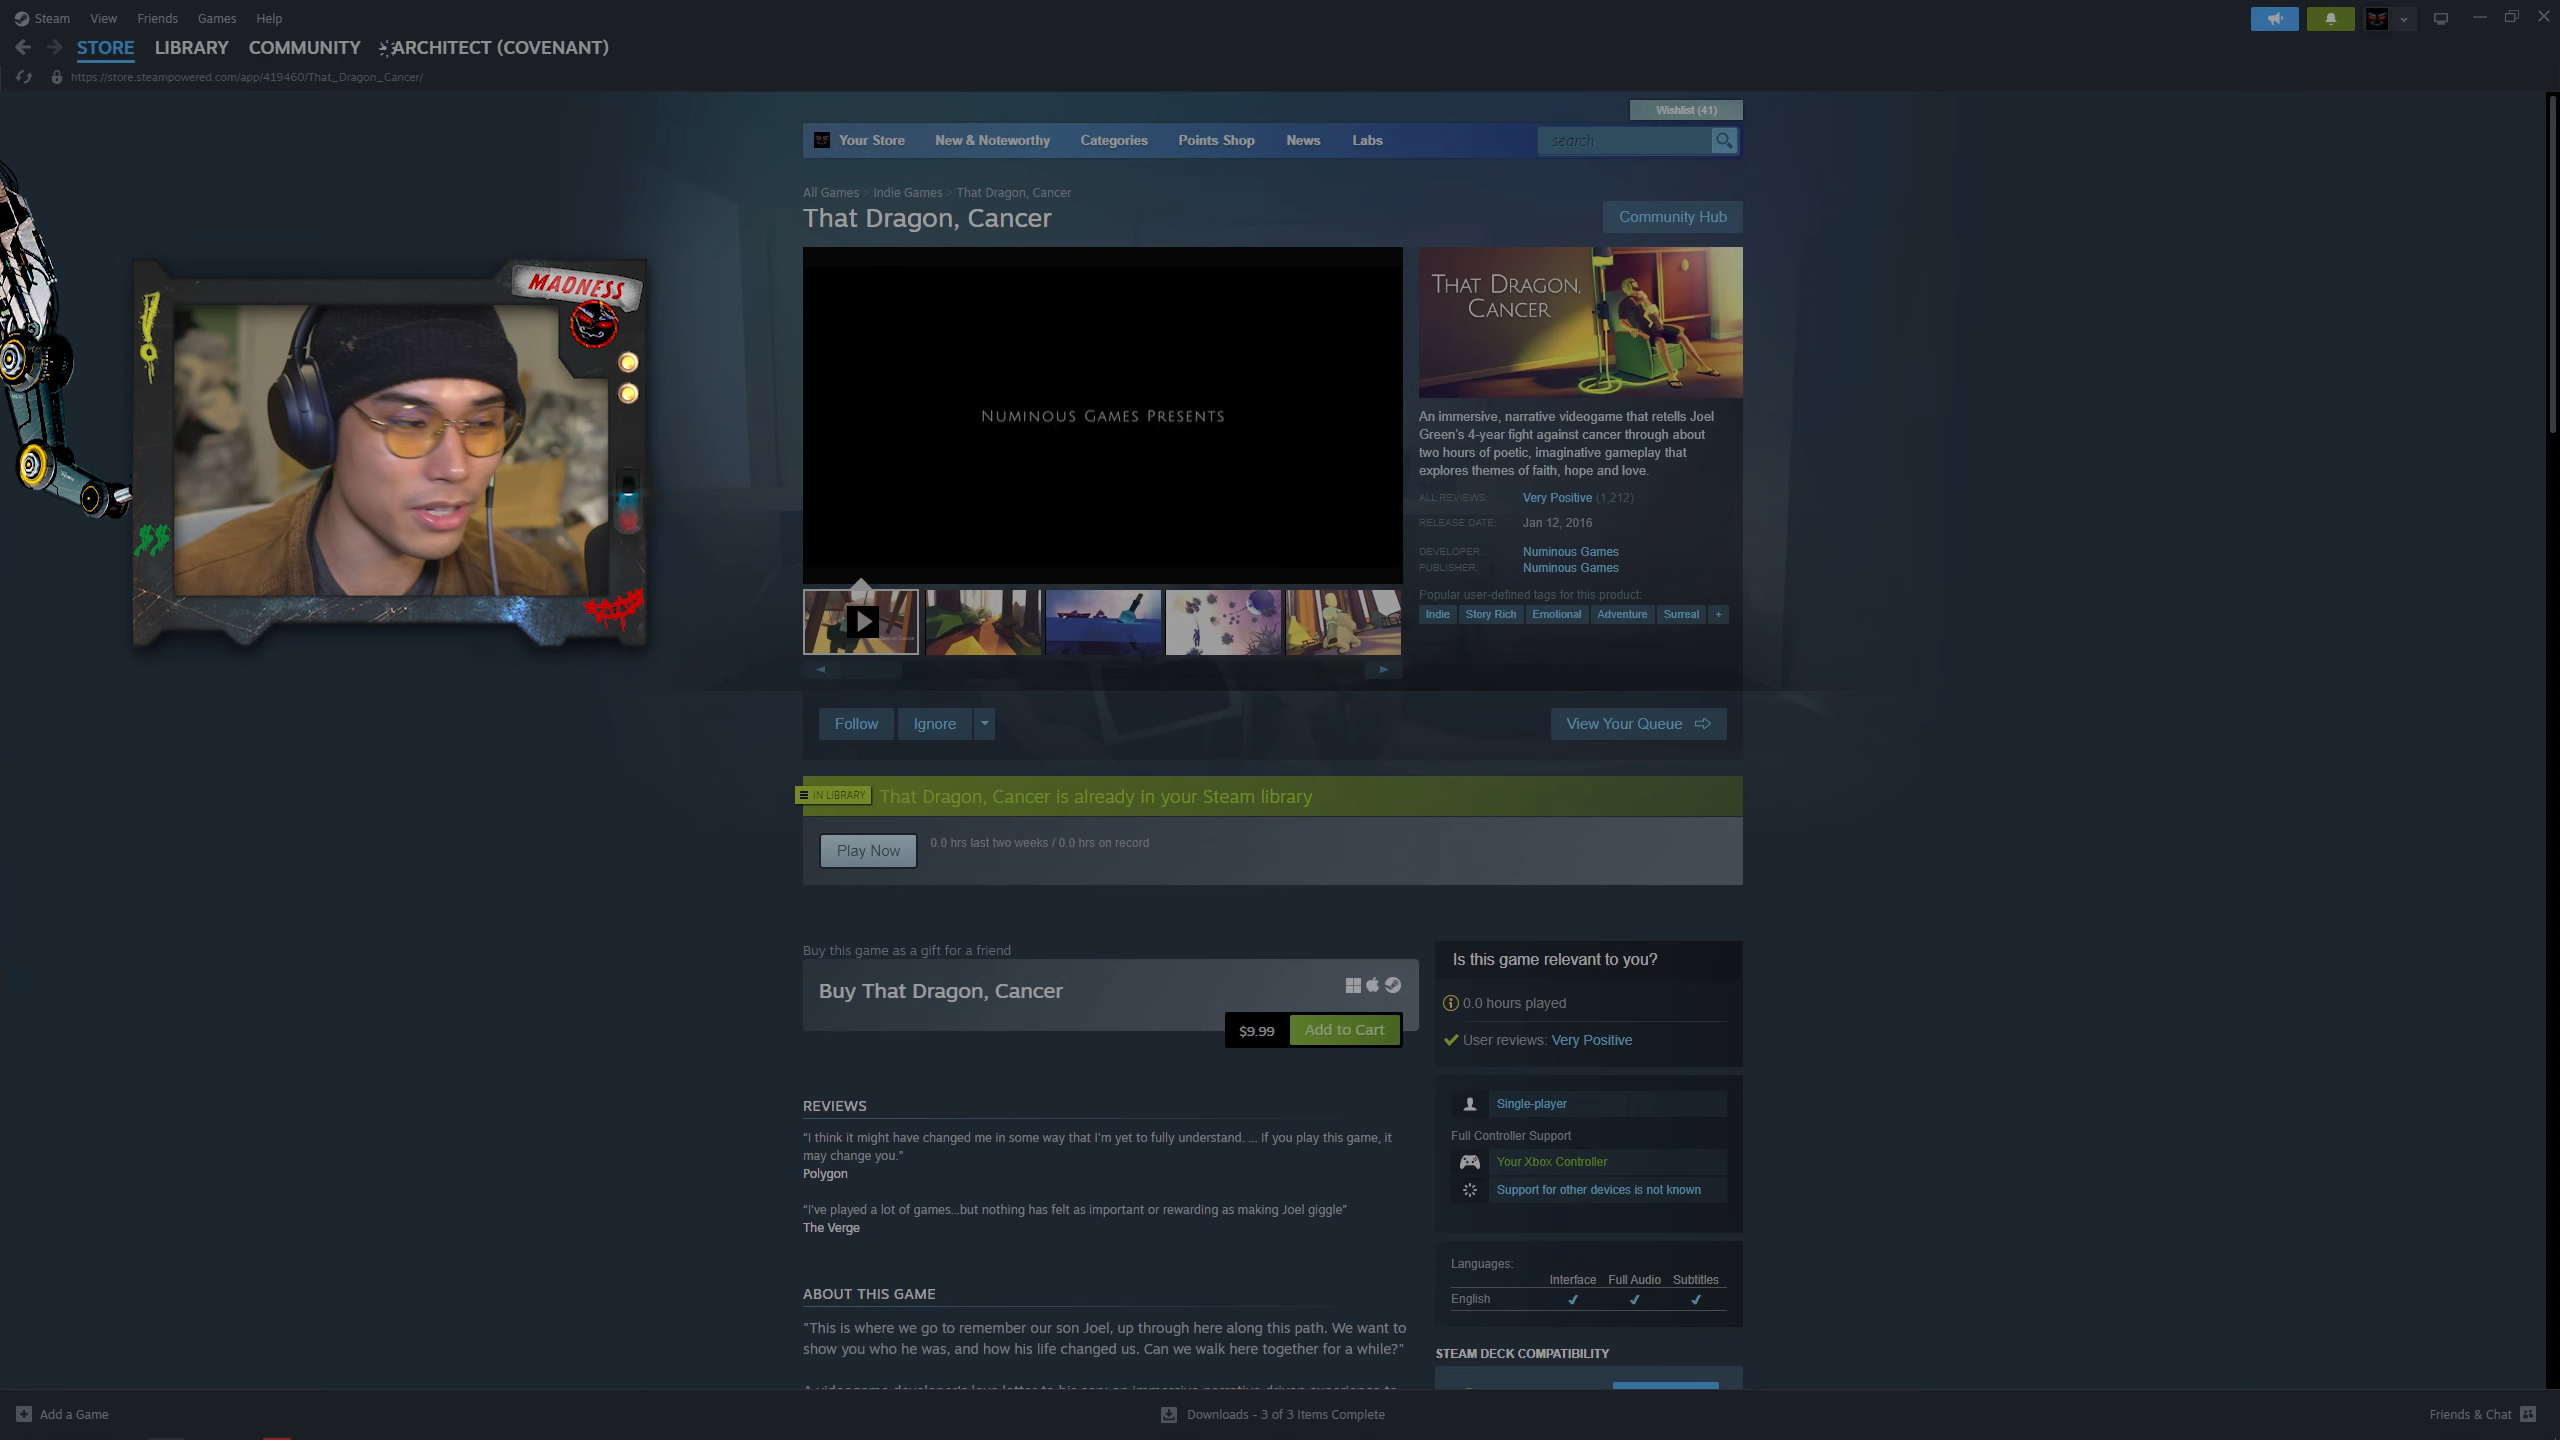 Steam View Friends Games Help
STORE LIBRARY COMMUNITY ARCHITECT (COVENANT)
https://store.steampowered.com/app/419460/That_Dragon_Cancer/
Wishlist (41)
Your Store New & Noteworthy Categories Points Shop News Labs search
All Games > Indie Games > That Dragon, Cancer
That Dragon, Cancer
Community Hub
MADNESS
NUMINOUS GAMES PRESENTS
THAT DRAGON,
CANCER
An immersive, narrative videogame that retells Joel
Green's 4-year fight against cancer through about
two hours of poetic, imaginative gameplay that
explores themes of faith, hope and love.
ALL REVIEWS: Very Positive (1,212)
RELEASE DATE: Jan 12, 2016
DEVELOPER: Numinous Games
PUBLISHER: Numinous Games
Popular user-defined tags for this product:
Indie Story Rich Emotional Adventure Surreal +
Follow Ignore
View Your Queue
IN LIBRARY That Dragon, Cancer is already in your Steam library
Play Now 0.0 hrs last two weeks / 0.0 hrs on record
Buy this game as a gift for a friend
Buy That Dragon, Cancer
$9.99 Add to Cart
Is this game relevant to you?
0.0 hours played
User reviews: Very Positive
REVIEWS
“I think it might have changed me in some way that I'm yet to fully understand. ... If you play this game, it
may change you.”
Polygon
“I've played a lot of games...but nothing has felt as important or rewarding as making Joel giggle”
The Verge
Single-player
Full Controller Support
Your Xbox Controller
Support for other devices is not known
Languages:
Interface Full Audio Subtitles
English ✔ ✔ ✔
ABOUT THIS GAME
"This is where we go to remember our son Joel, up through here along this path. We want to
show you who he was, and how his life changed us. Can we walk here together for a while?"
STEAM DECK COMPATIBILITY
Add a Game
Downloads - 3 of 3 Items Complete
Friends & Chat